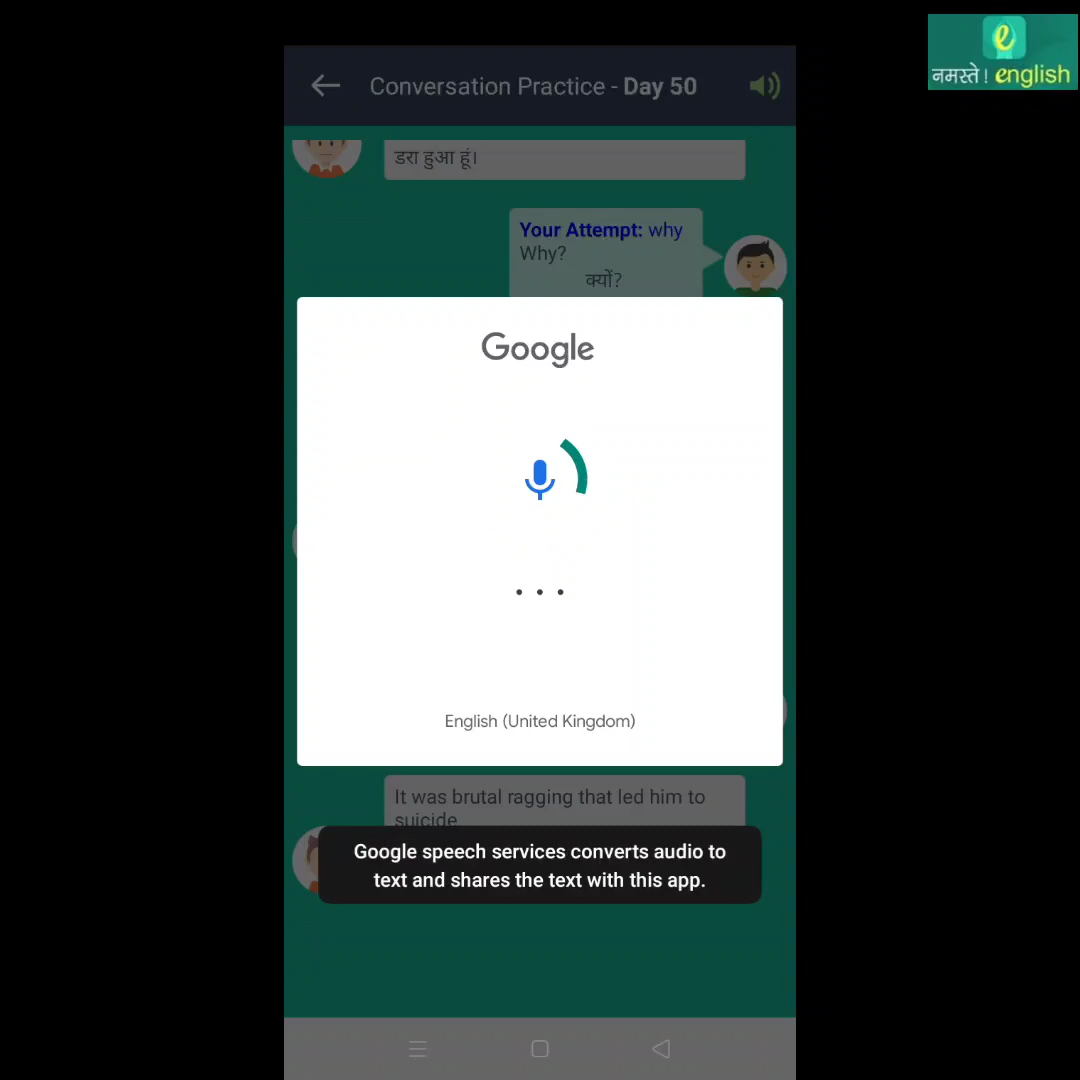 e
नमस्ते ! english
Conversation Practice - Day 50
डरा हुआ हूं।
Your Attempt: why
Why?
क्यों?
Google
...
English (United Kingdom)
It was brutal ragging that led him to
suicide
Google speech services converts audio to
text and shares the text with this app.